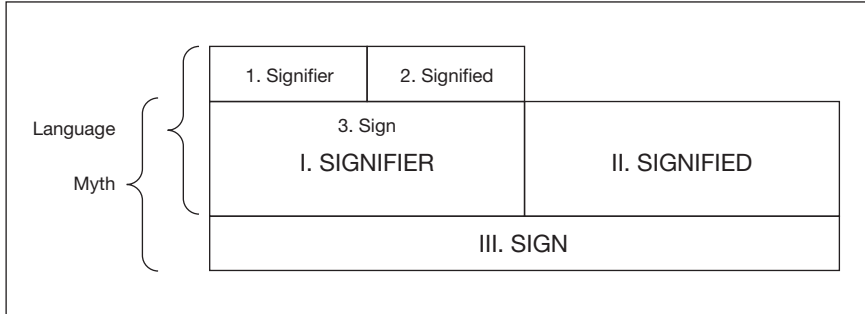 1. Signifier
2. Signified
Language
3. Sign
I. SIGNIFIER
II. SIGNIFIED
Myth
III. SIGN